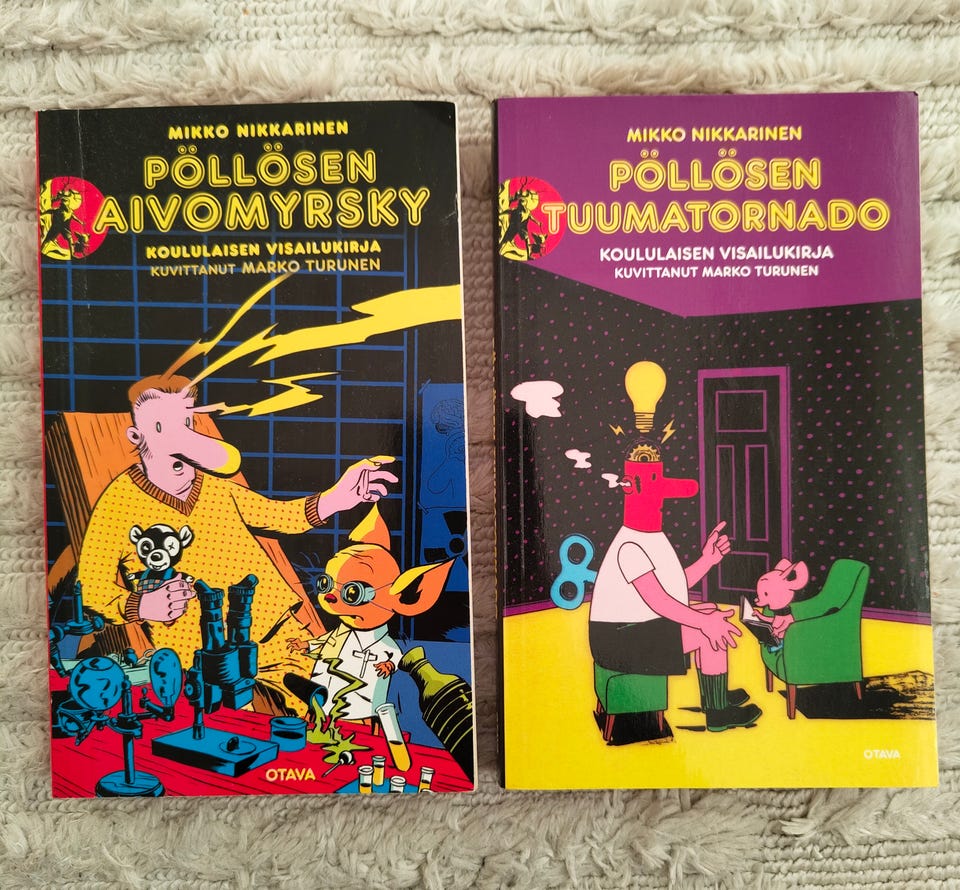 MIKKO NIKKARINEN
PÖLLÖSEN
AIVOMYRSKY
KOULULAISEN VISAILUKIRJA
KUVITTANUT MARKO TURUNEN
OTAVA
MIKKO NIKKARINEN
PÖLLÖSEN
TUUMATORNADO
KOULULAISEN VISAILUKIRJA
KUVITTANUT MARKO TURUNEN
OTAVA